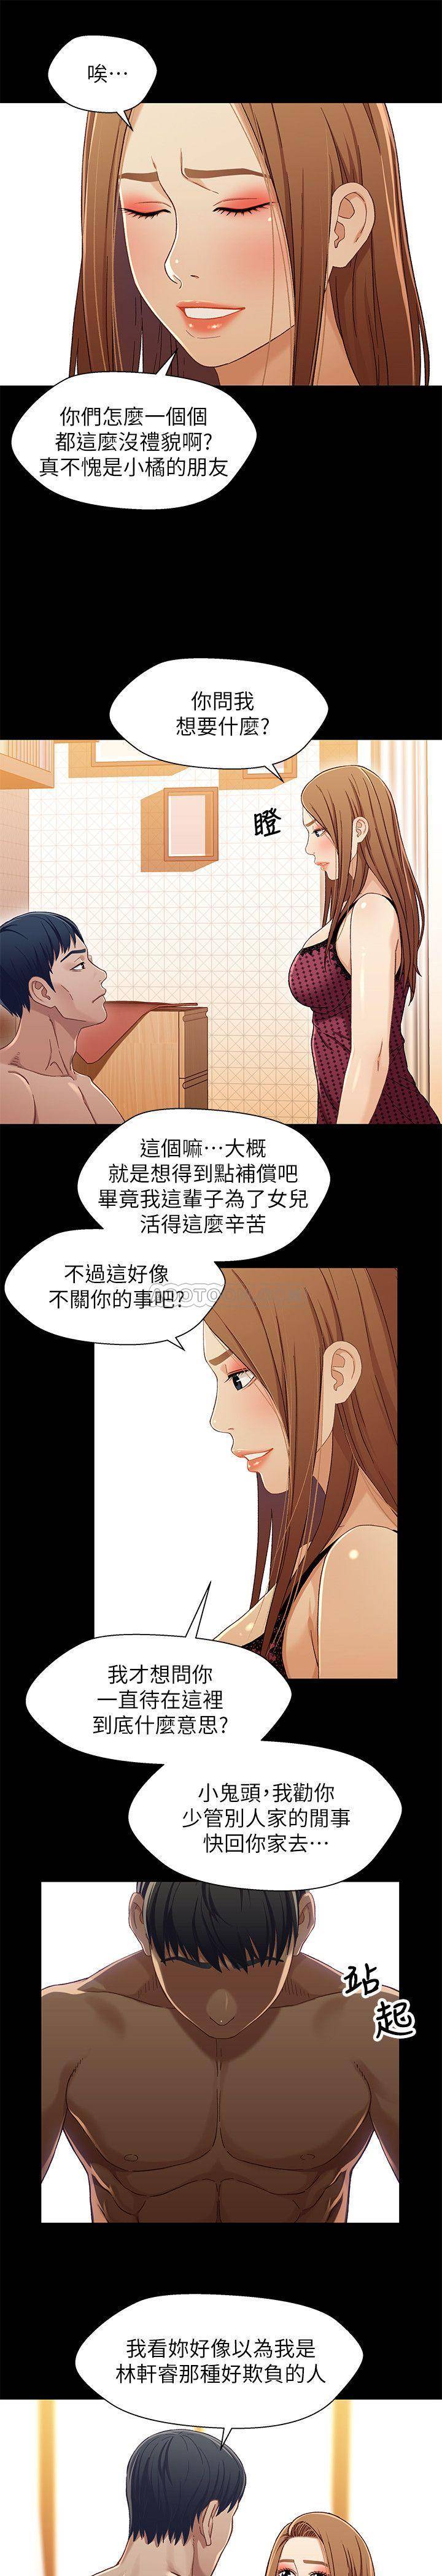 唉…
你們怎麼一個個
都這麼沒禮貌啊?
真不愧是小橘的朋友
你問我
想要什麼?
瞪
這個嘛…大概
就是想得到點補償吧
畢竟我這輩子為了女兒
活得這麼辛苦
不過這好像
不關你的事吧?
我才想問你
一直待在這裡
到底什麼意思?
小鬼頭,我勸你
少管別人家的閒事
快回你家去…
站
起
我看妳好像以為我是
林軒睿那種好欺負的人